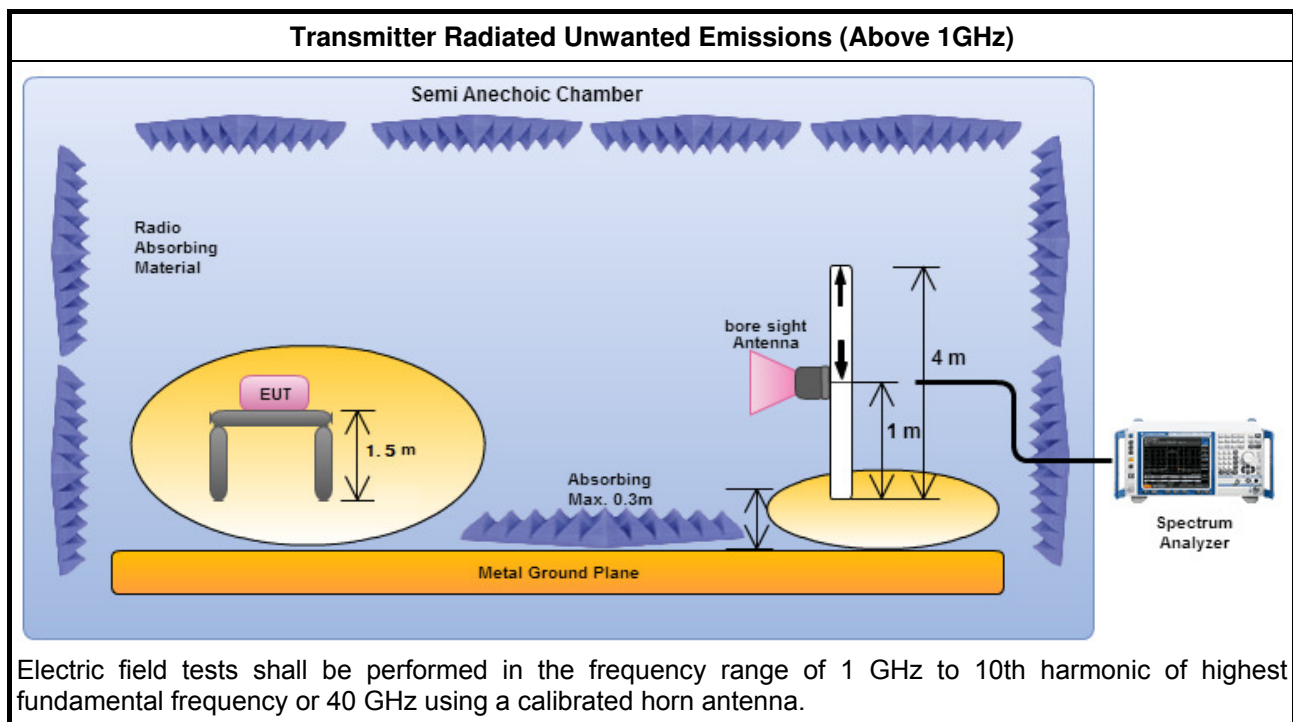 Transmitter Radiated Unwanted Emissions (Above 1GHz)
Semi Anechoic Chamber
Radio
Absorbing
Material
bore sight
Antenna
4 m
EUT
1 m
1. 5 m
Absorbing
Max. 0.3m
Spectrum
Analyzer
Metal Ground Plane
Electric field tests shall be performed in the frequency range of 1 GHz to 10th harmonic of highest
fundamental frequency or 40 GHz using a calibrated horn antenna.